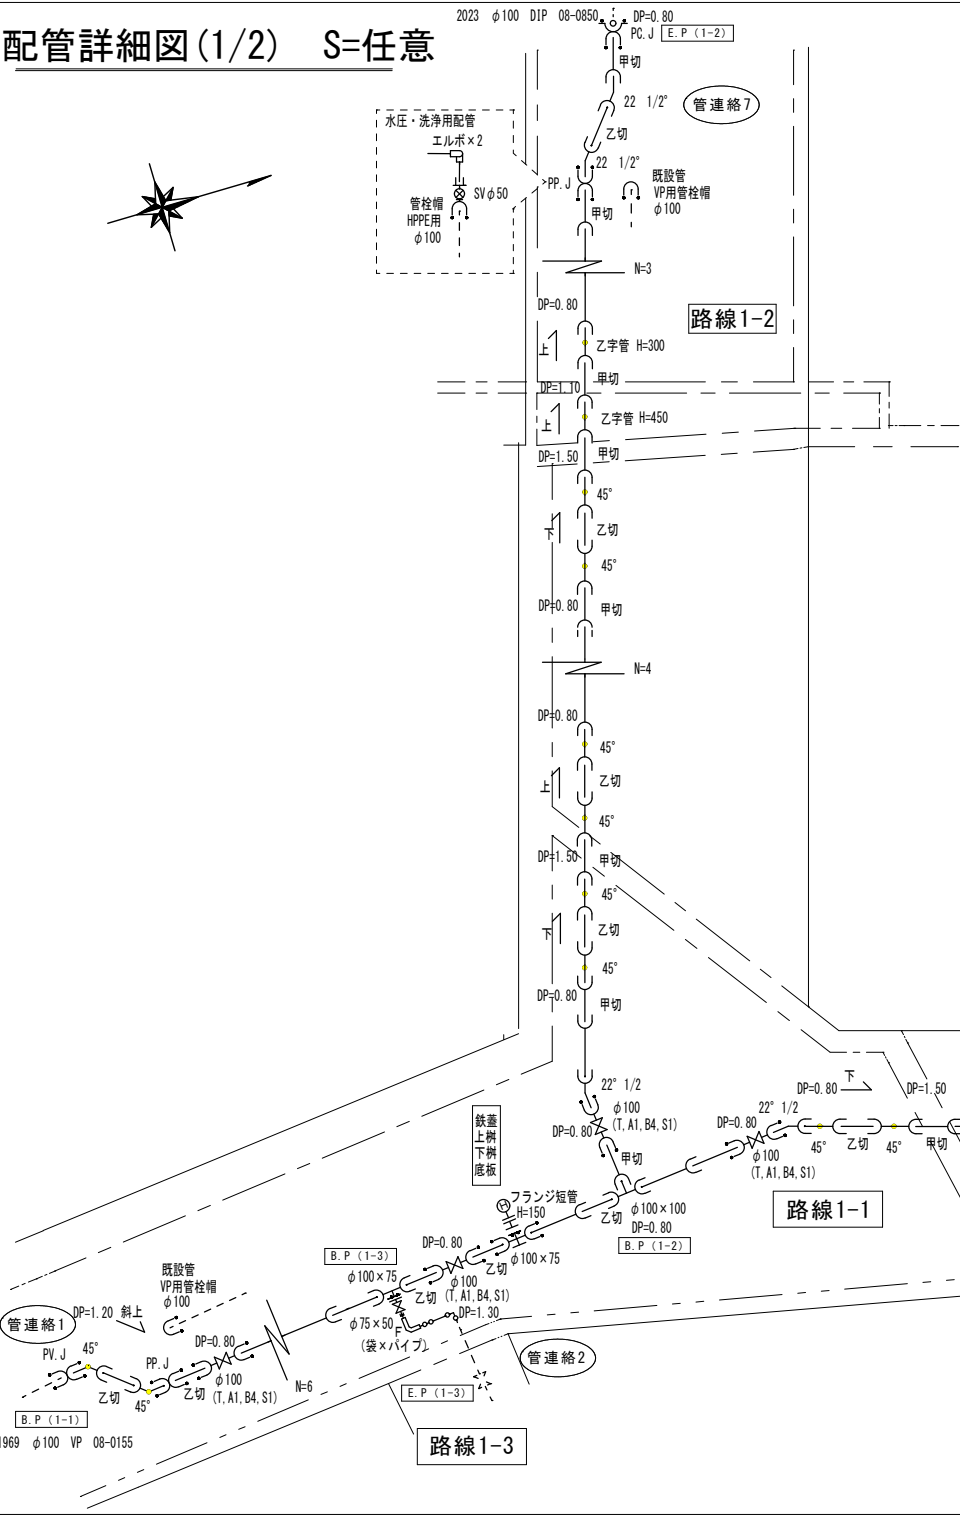 配管詳細図(1/2) S=任意
2023 φ100 DIP 08-0850
DP=0.80
PC.J
E.P (1-2)
甲切
22 1/2°
管連絡7
乙切
水圧・洗浄用配管
エルボ×2
SVφ50
管栓帽
HPPE用
φ100
22 1/2°
PP.J
既設管
VP用管栓帽
φ100
甲切
N=3
DP=0.80
路線1-2
上
乙字管 H=300
甲切
DP=1.10
上
乙字管 H=450
DP=1.50
甲切
45°
下
乙切
45°
DP=0.80
甲切
N=4
DP=0.80
45°
上
乙切
45°
DP=1.50
甲切
45°
下
乙切
45°
DP=0.80
甲切
22° 1/2
φ100
(T,A1,B4,S1)
DP=0.80
甲切
鉄蓋
上桝
下桝
底板
下
DP=0.80
DP=1.50
22° 1/2
DP=0.80
φ100
(T,A1,B4,S1)
45°
乙切
45°
甲切
路線1-1
フランジ短管
H=150
H
乙切
φ100×100
DP=0.80
B.P (1-2)
B.P (1-3)
DP=0.80
φ100×75
乙切
φ100×75
φ100
(T,A1,B4,S1)
乙切
φ75×50
F
(袋×パイプ)
DP=1.30
管連絡2
E.P (1-3)
路線1-3
既設管
VP用管栓帽
φ100
管連絡1
DP=1.20 斜上
DP=0.80
PV.J
45°
乙切
45°
PP.J
乙切
φ100
(T,A1,B4,S1)
N=6
B.P (1-1)
1969 φ100 VP 08-0155